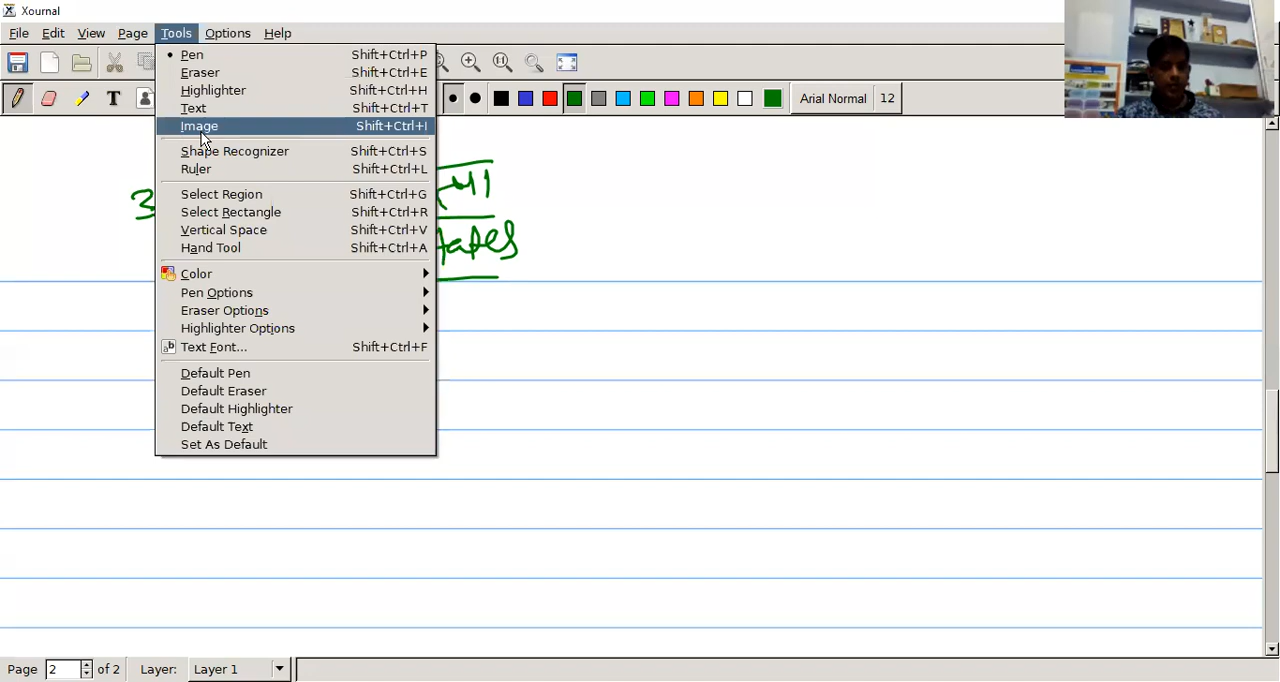 Xournal
File Edit View Page Tools Options Help
Pen Shift+Ctrl+P
Eraser Shift+Ctrl+E
Highlighter Shift+Ctrl+H
Text Shift+Ctrl+T
Image Shift+Ctrl+I
Shape Recognizer Shift+Ctrl+S
Ruler Shift+Ctrl+L
Select Region Shift+Ctrl+G
Select Rectangle Shift+Ctrl+R
Vertical Space Shift+Ctrl+V
Hand Tool Shift+Ctrl+A
Color
Pen Options
Eraser Options
Highlighter Options
Text Font... Shift+Ctrl+F
Default Pen
Default Eraser
Default Highlighter
Default Text
Set As Default
T
Arial Normal 12
3
Page 2 of 2 Layer: Layer 1